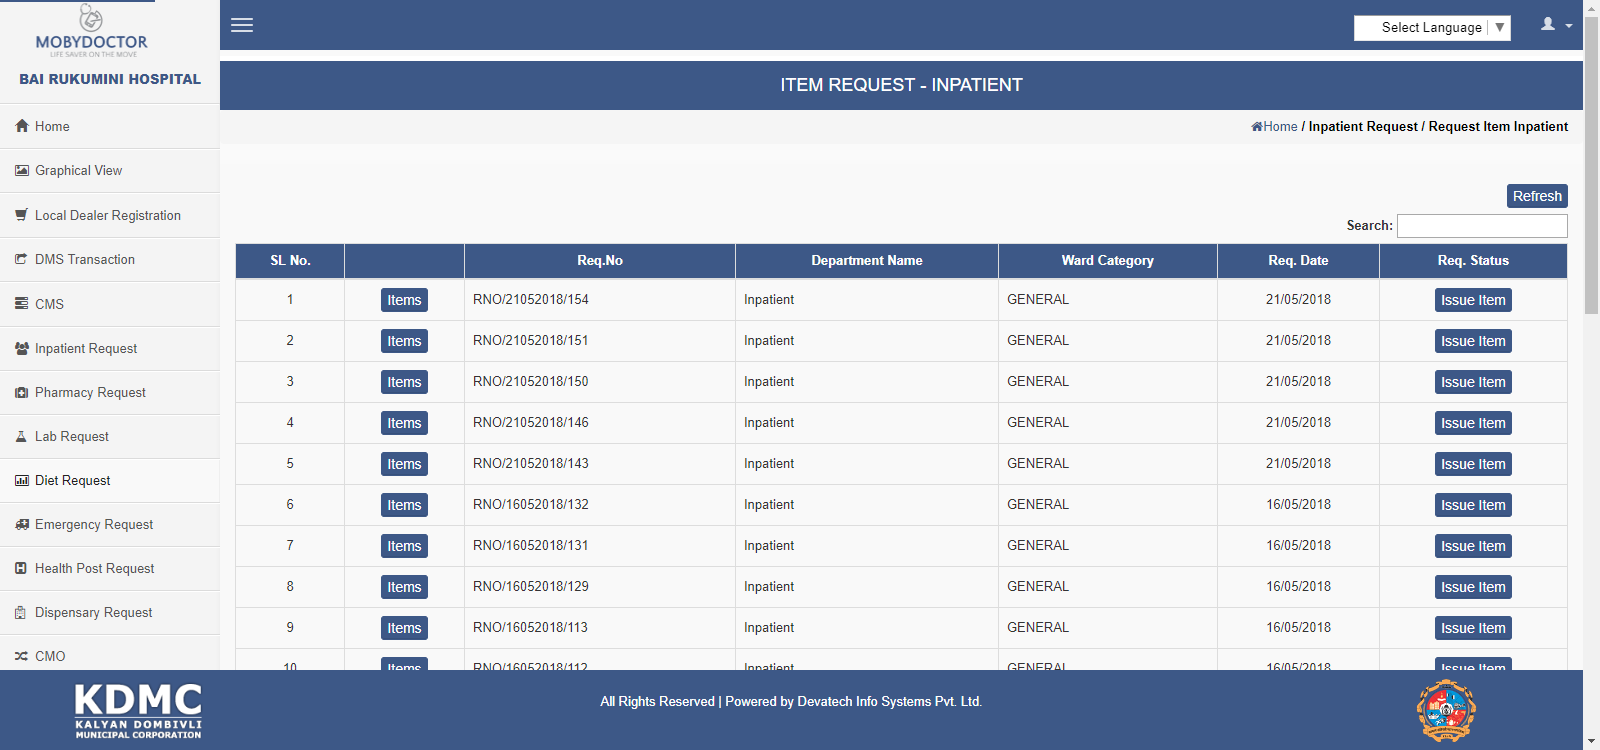 MOBYDOCTOR
LIFE SAVER ON THE MOVE
BAI RUKUMINI HOSPITAL
Home
Graphical View
Local Dealer Registration
DMS Transaction
CMS
Inpatient Request
Pharmacy Request
Lab Request
Diet Request
Emergency Request
Health Post Request
Dispensary Request
CMO
Select Language ▼
ITEM REQUEST - INPATIENT
Home / Inpatient Request / Request Item Inpatient
Refresh
Search:
SL No. Req.No Department Name Ward Category Req. Date Req. Status
1 Items RNO/21052018/154 Inpatient GENERAL 21/05/2018 Issue Item
2 Items RNO/21052018/151 Inpatient GENERAL 21/05/2018 Issue Item
3 Items RNO/21052018/150 Inpatient GENERAL 21/05/2018 Issue Item
4 Items RNO/21052018/146 Inpatient GENERAL 21/05/2018 Issue Item
5 Items RNO/21052018/143 Inpatient GENERAL 21/05/2018 Issue Item
6 Items RNO/16052018/132 Inpatient GENERAL 16/05/2018 Issue Item
7 Items RNO/16052018/131 Inpatient GENERAL 16/05/2018 Issue Item
8 Items RNO/16052018/129 Inpatient GENERAL 16/05/2018 Issue Item
9 Items RNO/16052018/113 Inpatient GENERAL 16/05/2018 Issue Item
10 Items RNO/16052018/112 Inpatient GENERAL 16/05/2018 Issue Item
KDMC
KALYAN DOMBIVLI
MUNICIPAL CORPORATION
All Rights Reserved | Powered by Devatech Info Systems Pvt. Ltd.